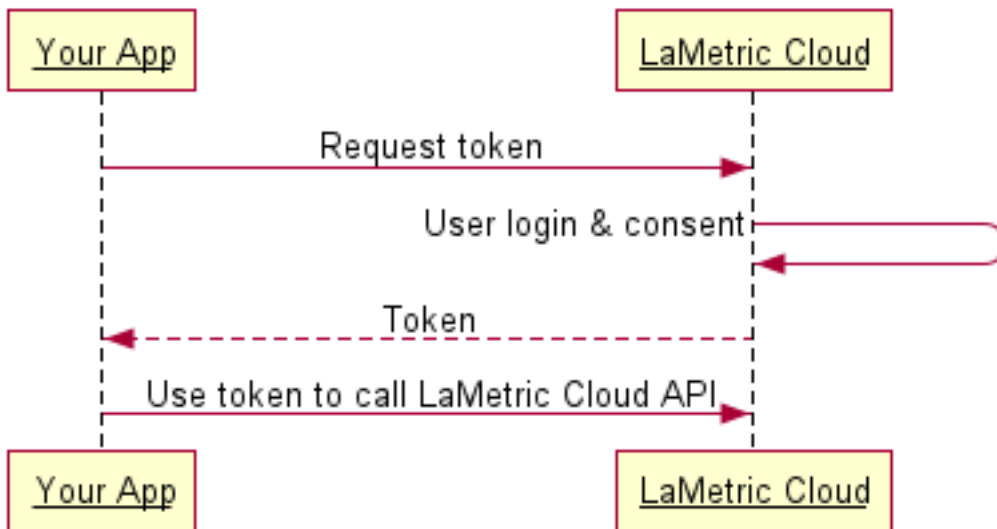 Your App
LaMetric Cloud
Request token
User login & consent
Token
Use token to call LaMetric Cloud API
Your App
LaMetric Cloud